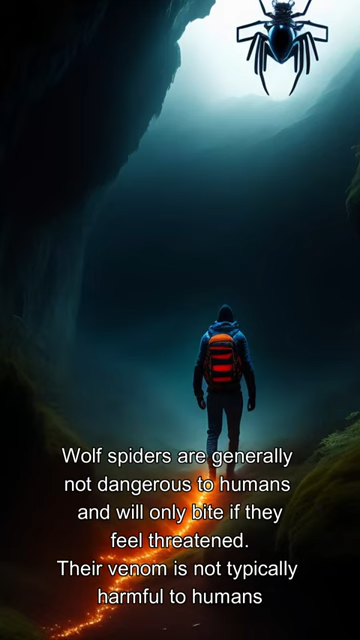 Wolf spiders are generally
not dangerous to humans
and will only bite if they
feel threatened.
Their venom is not typically
harmful to humans